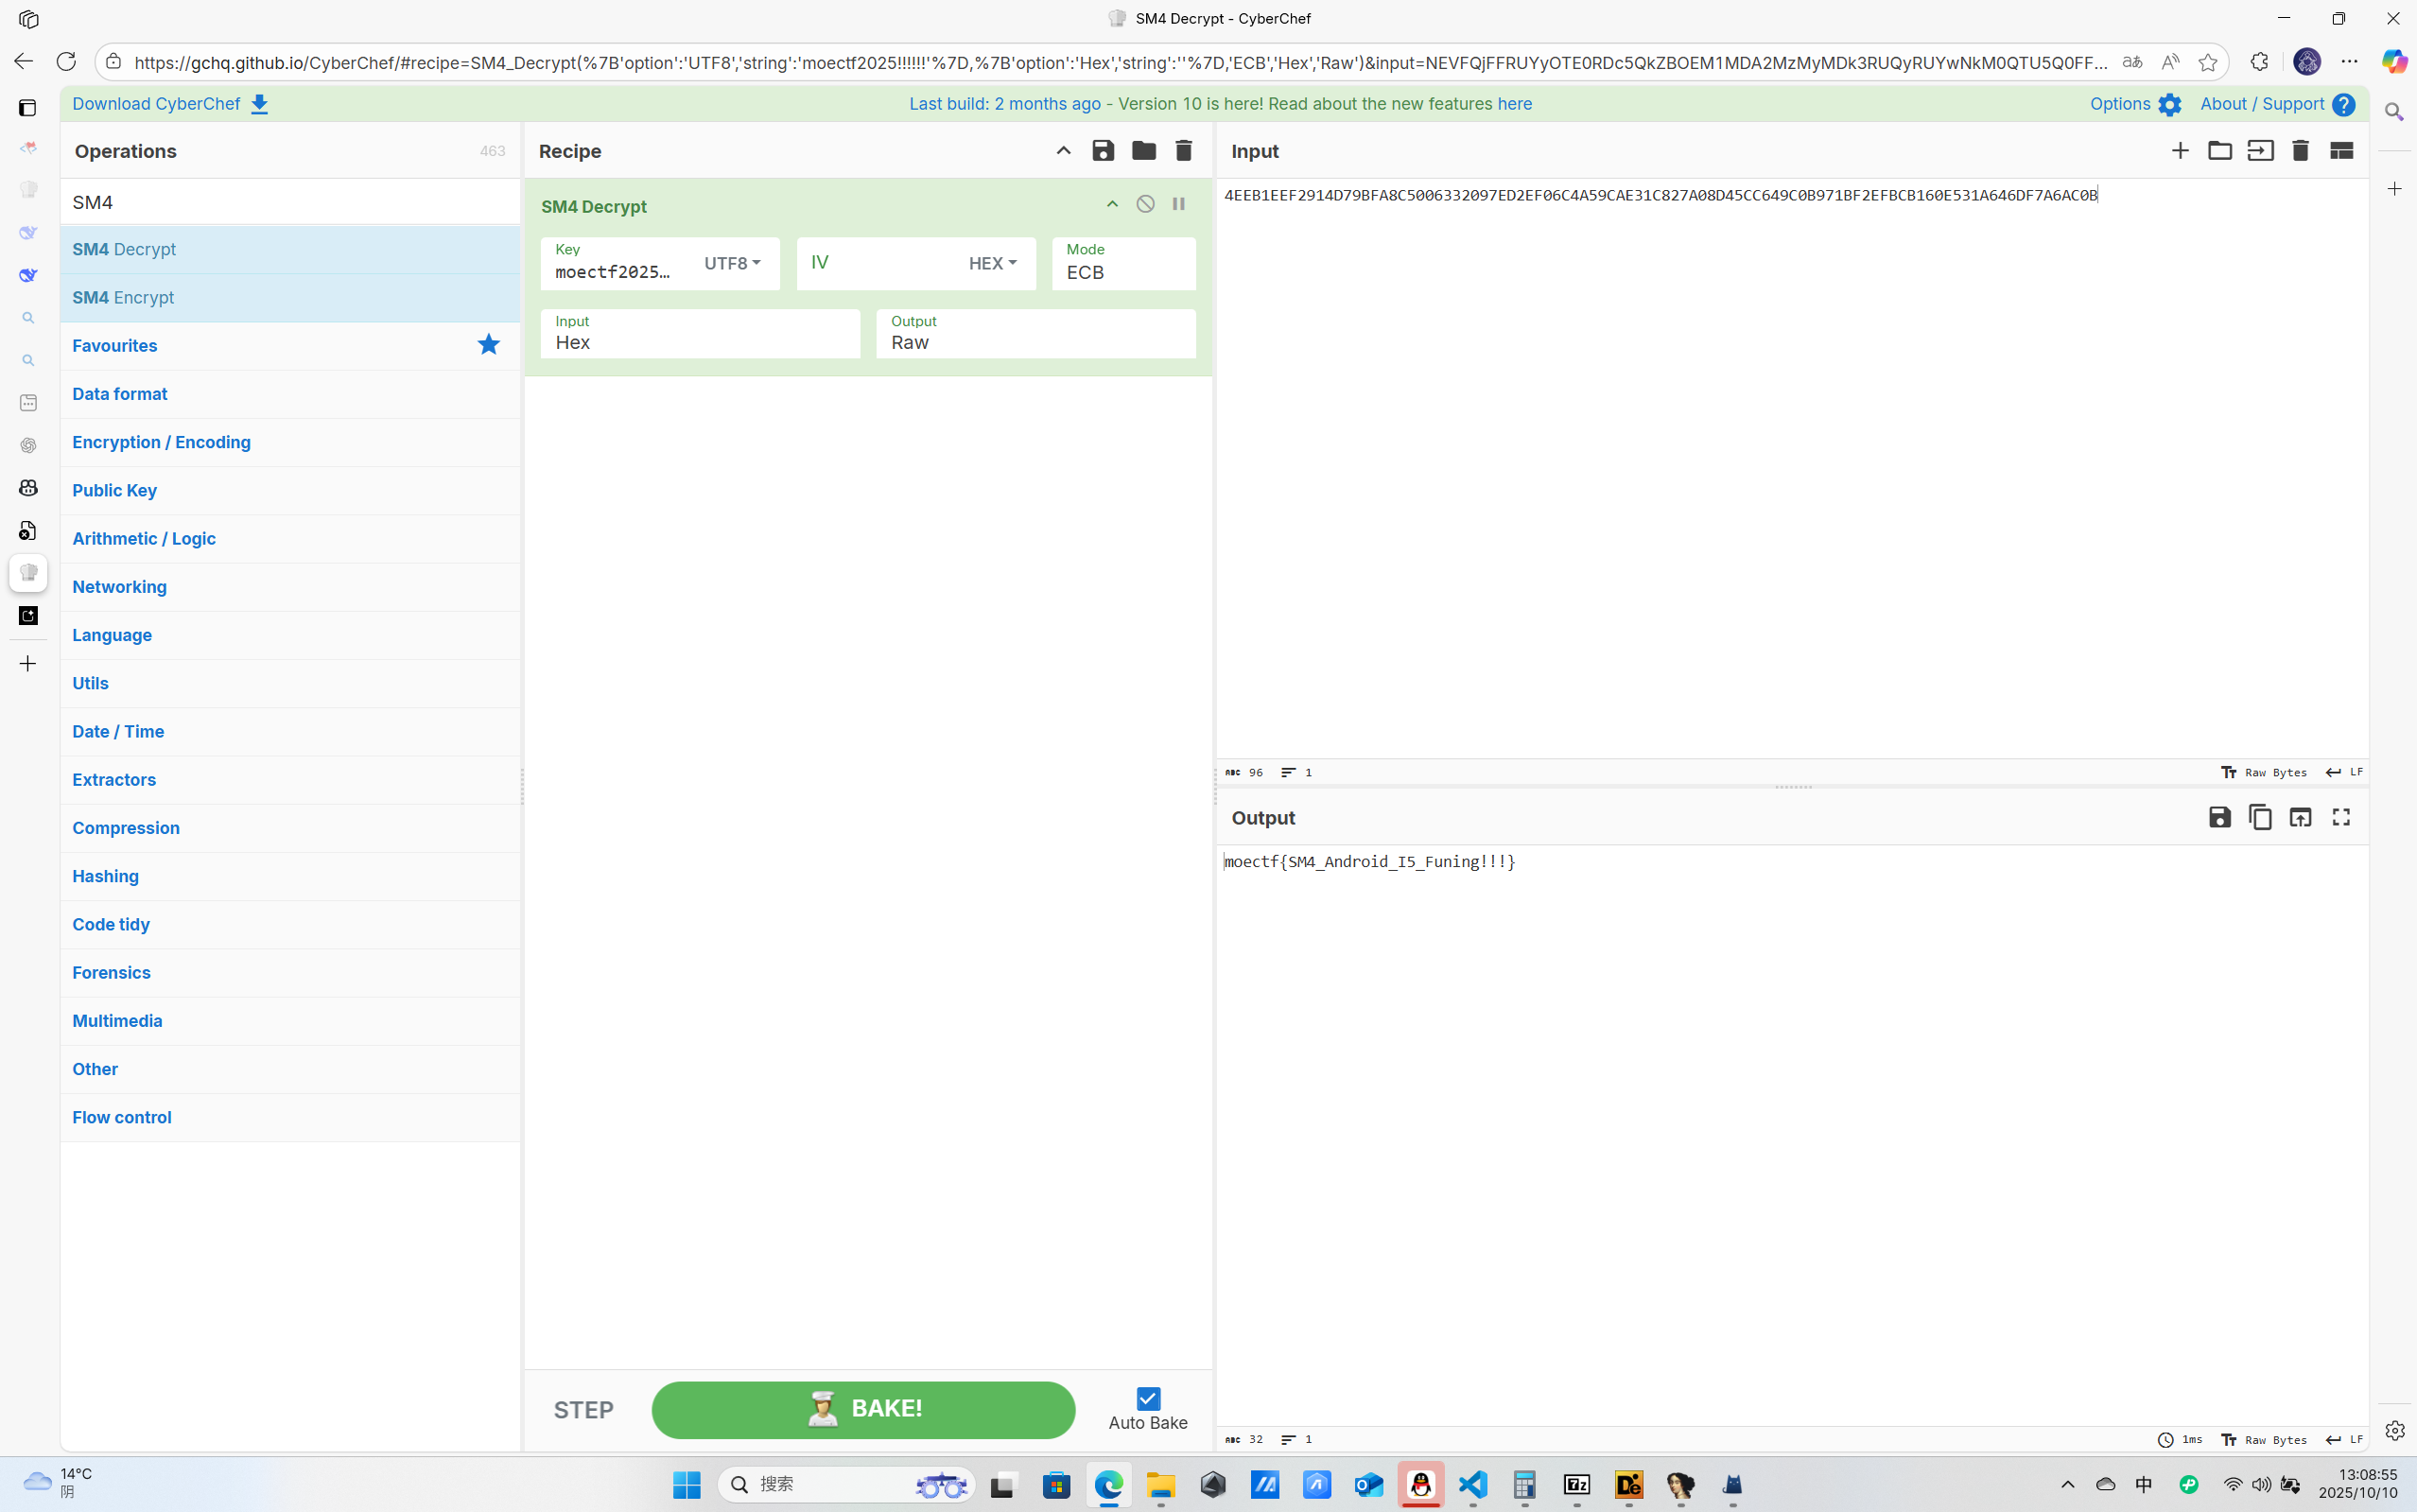 SM4 Decrypt - CyberChef
https://gchq.github.io/CyberChef/#recipe=SM4_Decrypt(%7B'option':'UTF8','string':'moectf2025!!!!!!'%7D,%7B'option':'Hex','string':''%7D,'ECB','Hex','Raw')&input=NEVFQjFFRUYyOTE0RDc5QkZBOEM1MDA2MzMyMDk3RUQyRUYwNkM0QTU5Q0FF...
Download CyberChef
Last build: 2 months ago - Version 10 is here! Read about the new features here
Options
About / Support
Operations
463
Recipe
Input
SM4
SM4 Decrypt
SM4 Encrypt
Favourites
Data format
Encryption / Encoding
Public Key
Arithmetic / Logic
Networking
Language
Utils
Date / Time
Extractors
Compression
Hashing
Code tidy
Forensics
Multimedia
Other
Flow control
SM4 Decrypt
Key
moectf2025...
UTF8
IV
HEX
Mode
ECB
Input
Hex
Output
Raw
STEP
BAKE!
Auto Bake
4EEB1EEF2914D79BFA8C5006332097ED2EF06C4A59CAE31C827A08D45CC649C0B971BF2EFBCB160E531A646DF7A6AC0B
ABC 96
1
Raw Bytes
LF
Output
moectf{SM4_Android_I5_Funing!!!}
ABC 32
1
1ms
Raw Bytes
LF
14°C
阴
搜索
中
13:08:55
2025/10/10